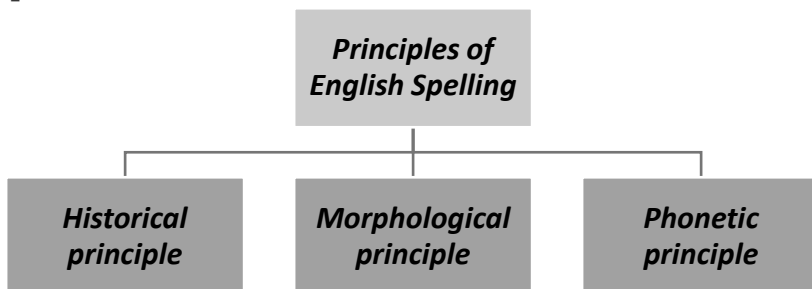 Principles of
English Spelling
Historical
principle
Morphological
principle
Phonetic
principle